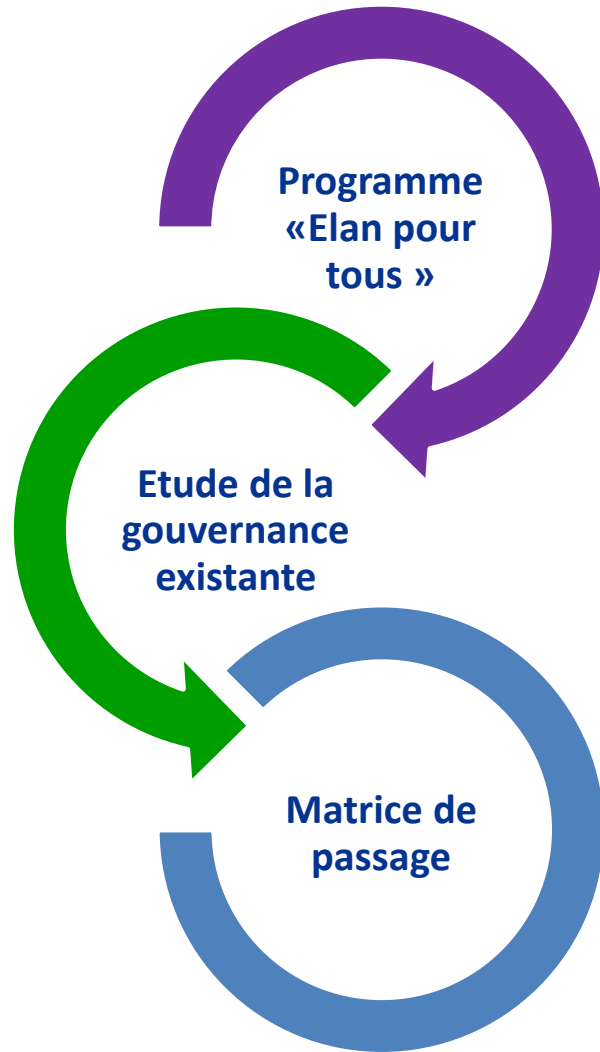 Programme
«Elan pour
tous »
Etude de la
gouvernance
existante
Matrice de
passage